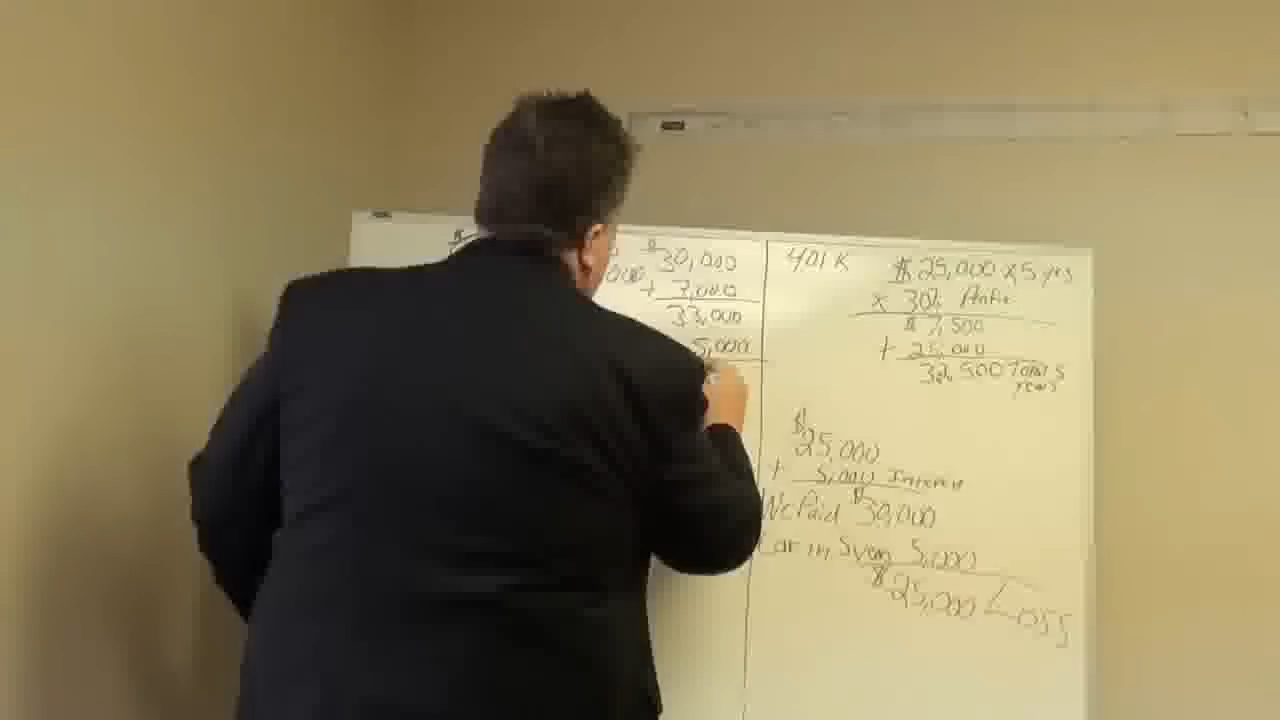 $30,000
000 + 7,000
33,000
5,000
401K
$25,000 x 5 yrs
x 30%
$7,500
+ 25,000
32,500 Total 5
years
$25,000
+ 5,000 Interest
We Paid $30,000
Car in 5 years 5,000
$25,000 Loss